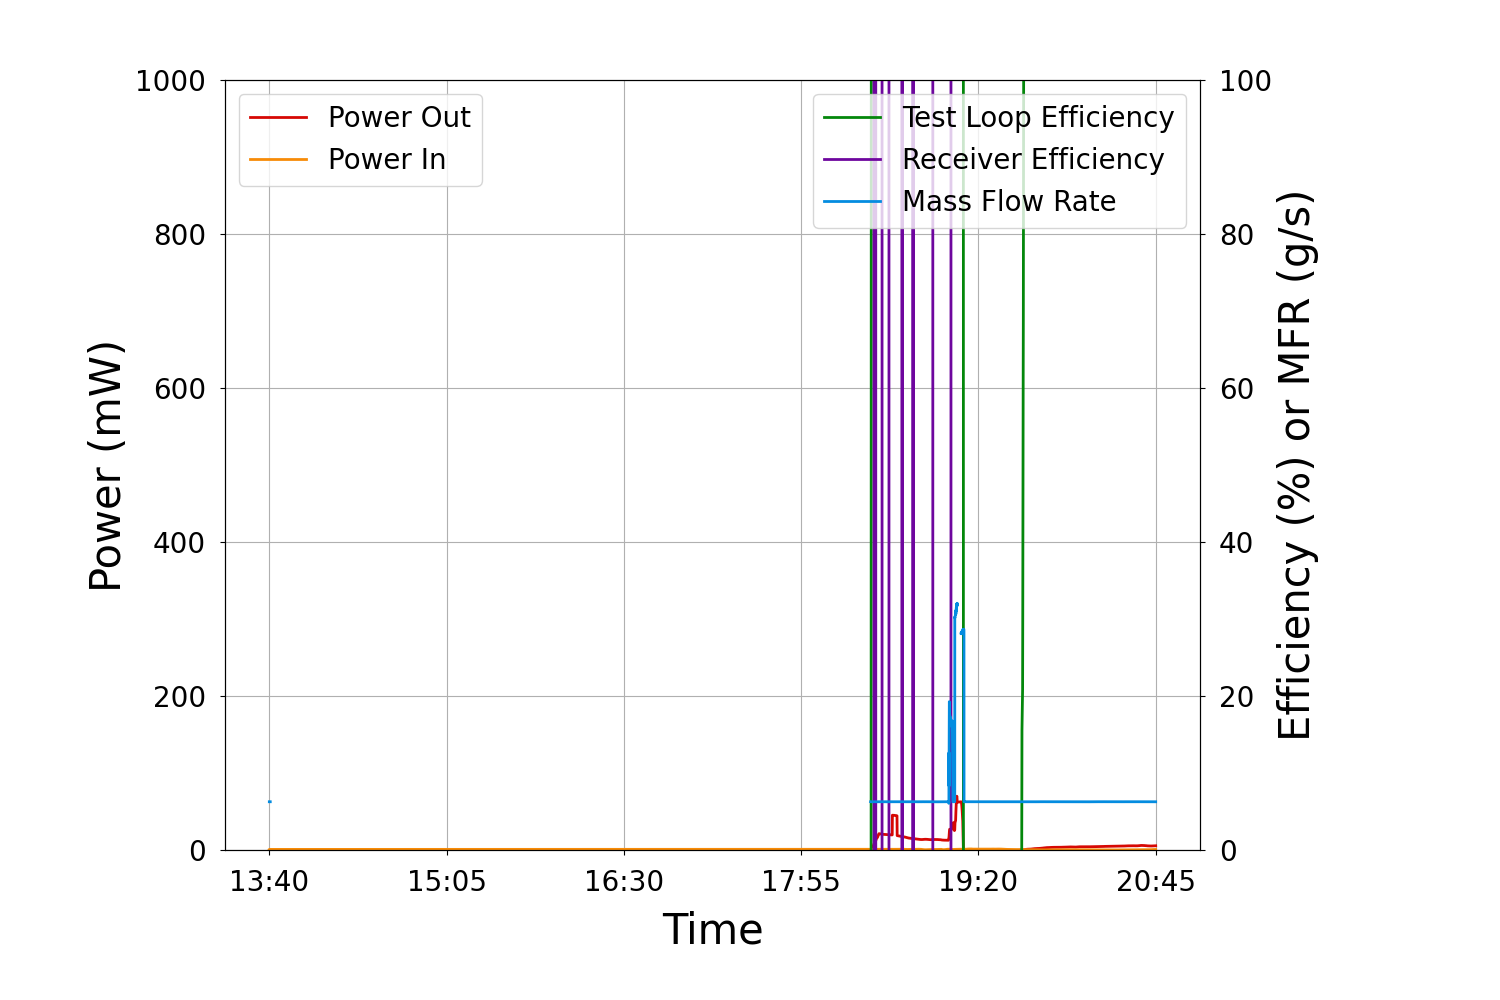 1000
800
600
400
200
0
Power (mW)
Power Out
Power In
Test Loop Efficiency
Receiver Efficiency
Mass Flow Rate
100
80
60
40
20
0
Efficiency (%) or MFR (g/s)
13:40 15:05 16:30 17:55 19:20 20:45
Time